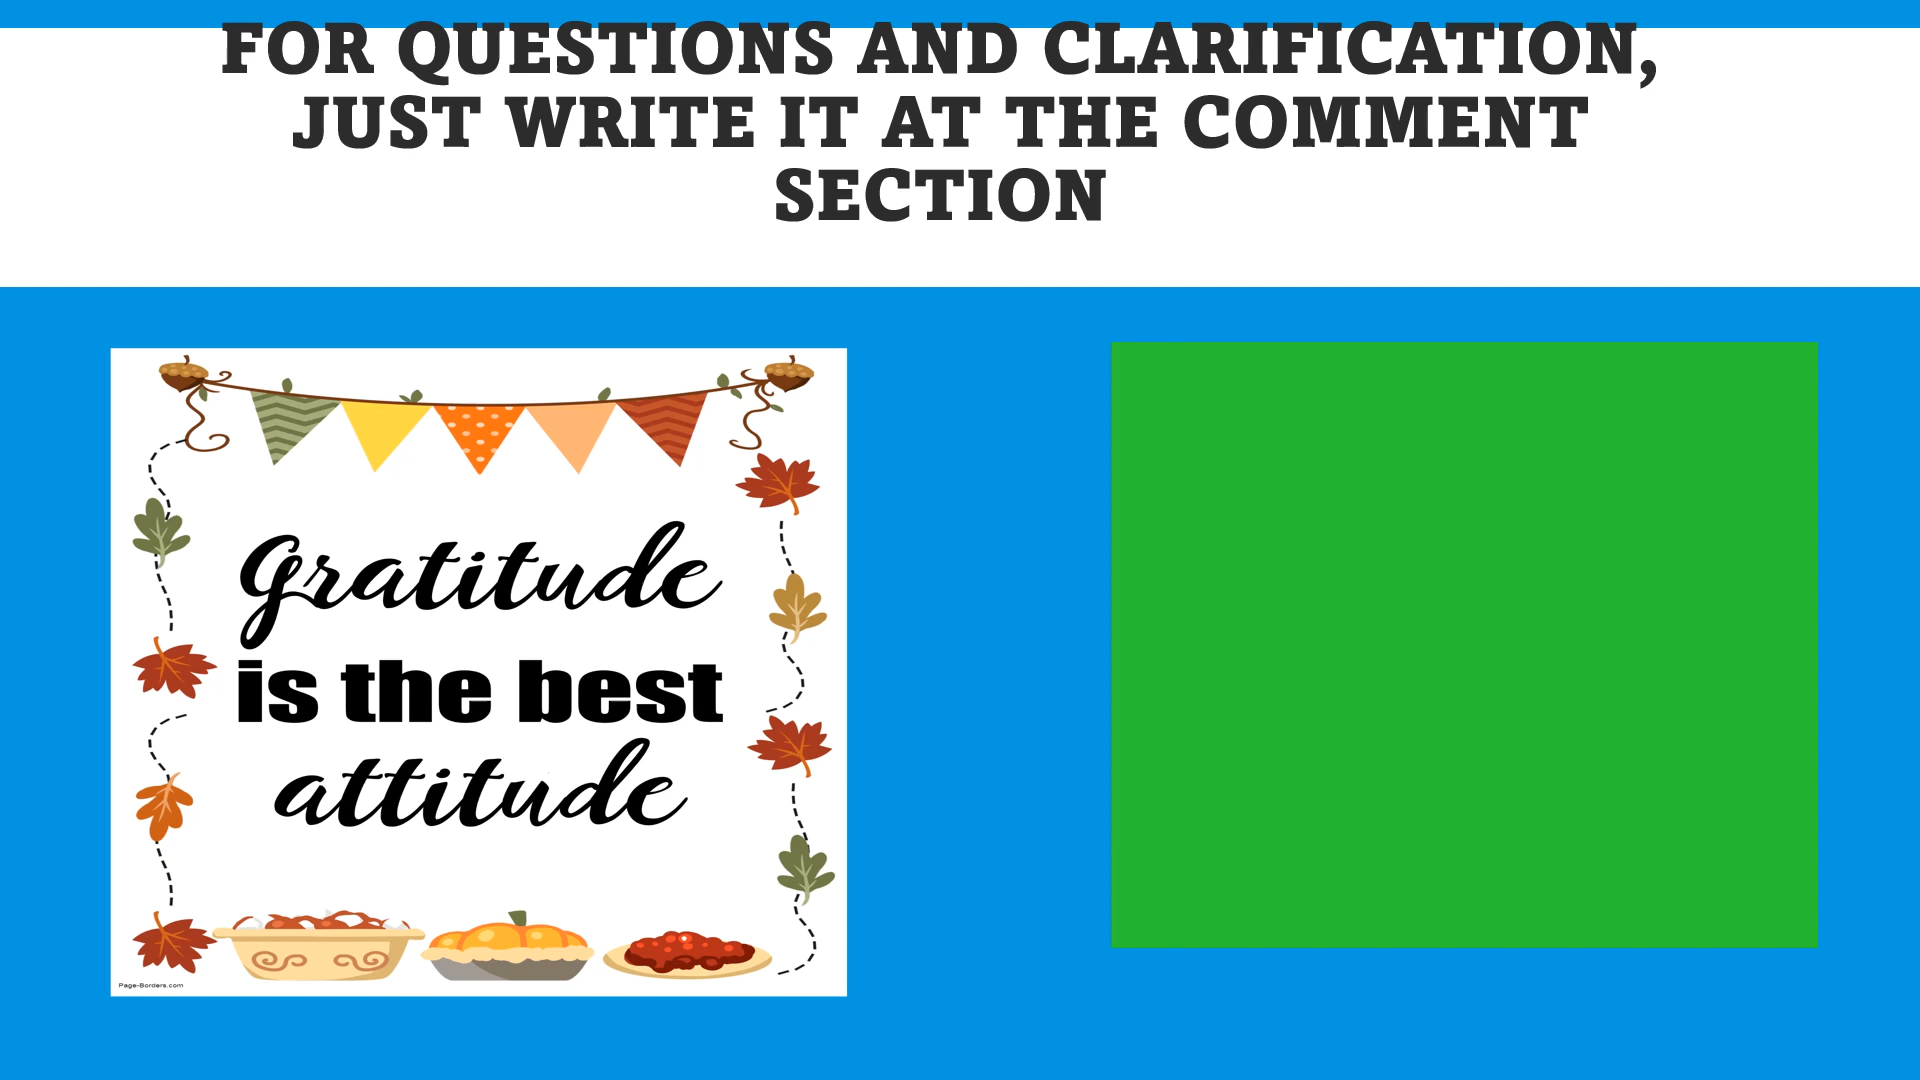 FOR QUESTIONS AND CLARIFICATION,
JUST WRITE IT AT THE COMMENT
SECTION
Gratitude
is the best
attitude
Page-Borders.com